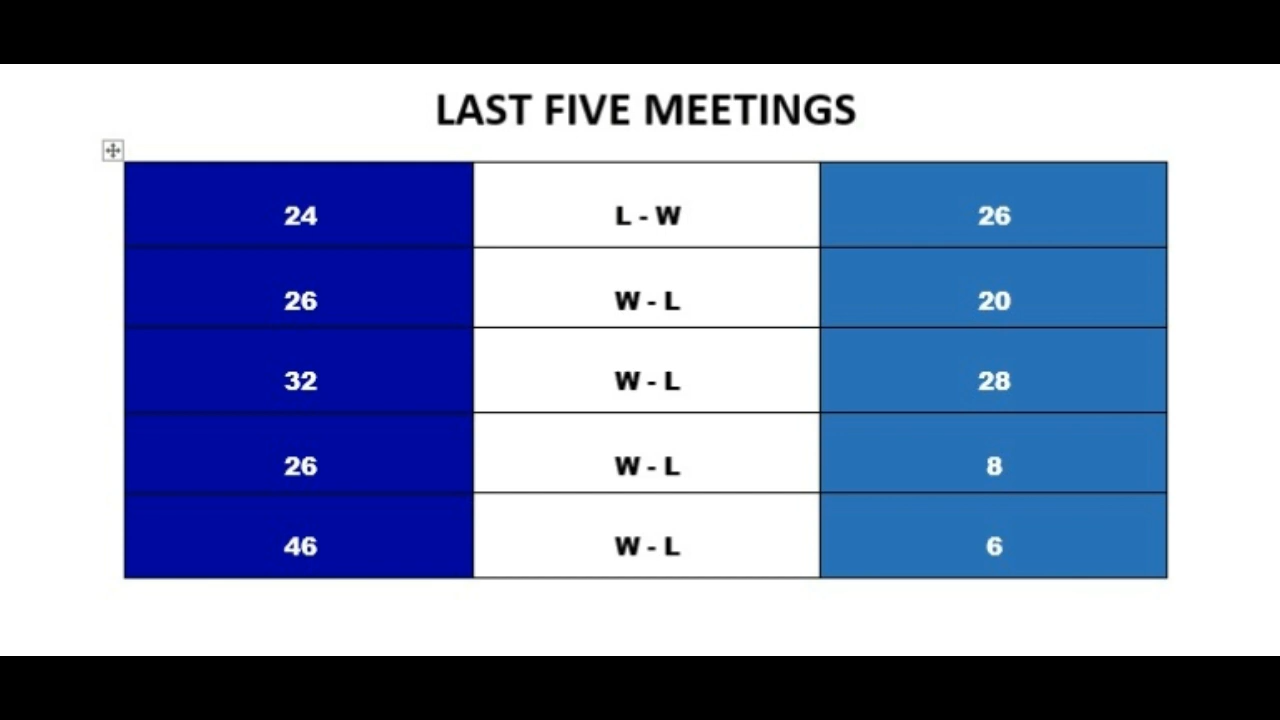 LAST FIVE MEETINGS
24 L - W 26
26 W - L 20
32 W - L 28
26 W - L 8
46 W - L 6